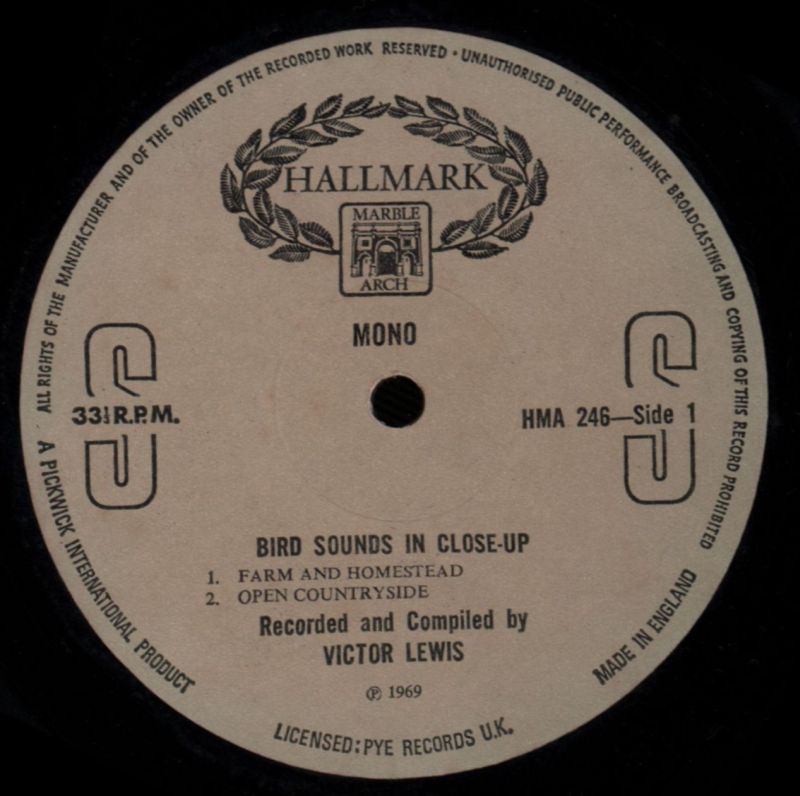 ALL RIGHTS OF THE MANUFACTURER AND OF THE OWNER OF THE RECORDED WORK RESERVED · UNAUTHORISED PUBLIC PERFORMANCE BROADCASTING AND COPYING OF THIS RECORD PROHIBITED
HALLMARK
MARBLE
ARCH
MONO
33⅓ R.P.M.
HMA 246—Side 1
BIRD SOUNDS IN CLOSE-UP
1. FARM AND HOMESTEAD
2. OPEN COUNTRYSIDE
Recorded and Compiled by
VICTOR LEWIS
℗ 1969
A PICKWICK INTERNATIONAL PRODUCT
LICENSED: PYE RECORDS U.K.
MADE IN ENGLAND